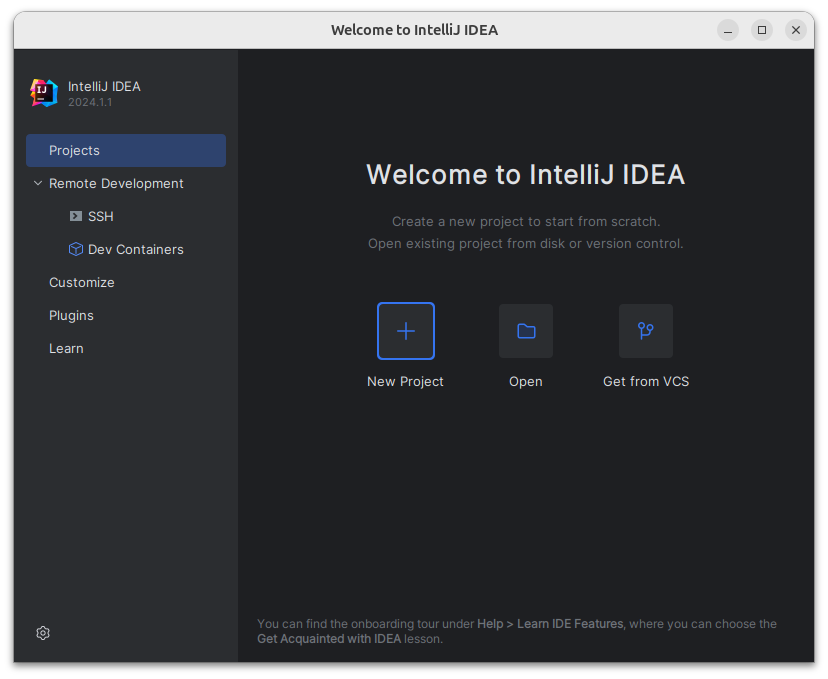 Welcome to IntelliJ IDEA
IJ
IntelliJ IDEA
2024.1.1
Projects
Remote Development
SSH
Dev Containers
Customize
Plugins
Learn
Welcome to IntelliJ IDEA
Create a new project to start from scratch.
Open existing project from disk or version control.
New Project
Open
Get from VCS
You can find the onboarding tour under Help > Learn IDE Features, where you can choose the
Get Acquainted with IDEA lesson.